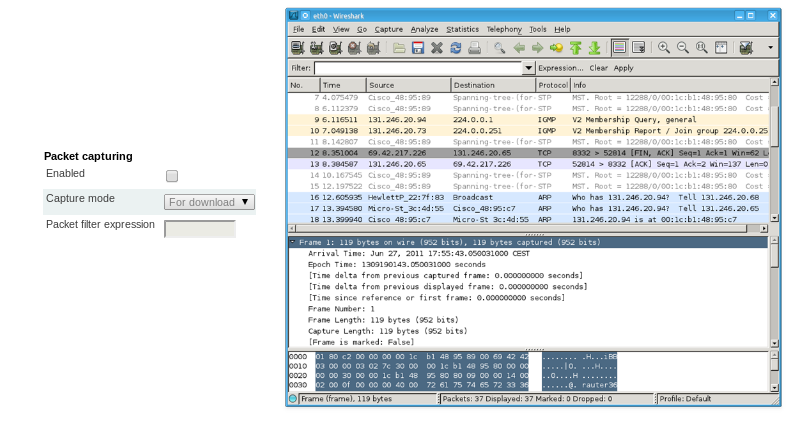 Packet capturing
Enabled
Capture mode For download
Packet filter expression
eth0 - Wireshark
File Edit View Go Capture Analyze Statistics Telephony Tools Help
Filter: Expression... Clear Apply
No. Time Source Destination Protocol Info
7 4.075479 Cisco_48:95:89 Spanning-tree-(for- STP MST. Root = 12288/0/00:1c:b1:48:95:80 Cost
8 6.112379 Cisco_48:95:89 Spanning-tree-(for- STP MST. Root = 12288/0/00:1c:b1:48:95:80 Cost
9 6.116511 131.246.20.94 224.0.0.1 IGMP V2 Membership Query, general
10 7.049138 131.246.20.73 224.0.0.251 IGMP V2 Membership Report / Join group 224.0.0.25
11 8.142807 Cisco_48:95:89 Spanning-tree-(for- STP MST. Root = 12288/0/00:1c:b1:48:95:80 Cost
12 8.351004 69.42.217.226 131.246.20.65 TCP 8332 > 52814 [FIN, ACK] Seq=1 Ack=1 Win=62 L
13 8.384587 131.246.20.65 69.42.217.226 TCP 52814 > 8332 [ACK] Seq=1 Ack=2 Win=137 Len=0
14 10.167545 Cisco_48:95:89 Spanning-tree-(for- STP MST. Root = 12288/0/00:1c:b1:48:95:80 Cost
15 12.197522 Cisco_48:95:89 Spanning-tree-(for- STP MST. Root = 12288/0/00:1c:b1:48:95:80 Cost
16 12.605935 HewlettP_22:7f:83 Broadcast ARP Who has 131.246.20.94? Tell 131.246.20.68
17 13.394580 Micro-St_3c:4d:55 Cisco_48:95:c7 ARP Who has 131.246.20.94? Tell 131.246.20.65
18 13.399940 Cisco_48:95:c7 Micro-St_3c:4d:55 ARP 131.246.20.94 is at 00:1c:b1:48:95:c7
Frame 1: 119 bytes on wire (952 bits), 119 bytes captured (952 bits)
Arrival Time: Jun 27, 2011 17:55:43.050031000 CEST
Epoch Time: 1309190143.050031000 seconds
[Time delta from previous captured frame: 0.000000000 seconds]
[Time delta from previous displayed frame: 0.000000000 seconds]
[Time since reference or first frame: 0.000000000 seconds]
Frame Number: 1
Frame Length: 119 bytes (952 bits)
Capture Length: 119 bytes (952 bits)
[Frame is marked: False]
0000 01 80 c2 00 00 00 00 1c b1 48 95 89 00 69 42 42 ........ .H...iBB
0010 03 00 00 03 02 7c 30 00 00 1c b1 48 95 80 00 00 .....|0. ...H....
0020 00 00 30 00 00 1c b1 48 95 80 80 09 00 00 14 00 ..0....H ........
0030 02 00 0f 00 00 00 40 00 72 61 75 74 65 72 33 36 ......@. rauter36
Frame (frame), 119 bytes Packets: 37 Displayed: 37 Marked: 0 Dropped: 0 Profile: Default